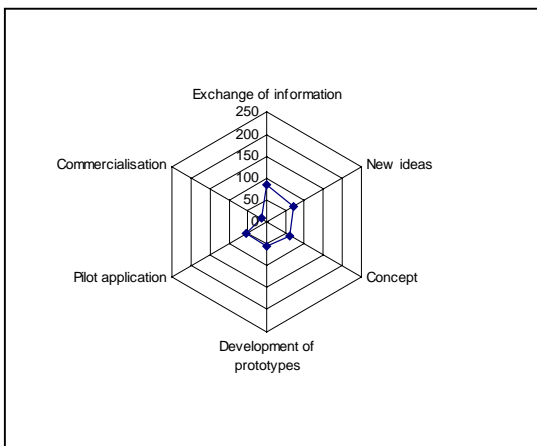 Exchange of information
250
200
150
100
50
0
Commercialisation
New ideas
Pilot application
Concept
Development of
prototypes